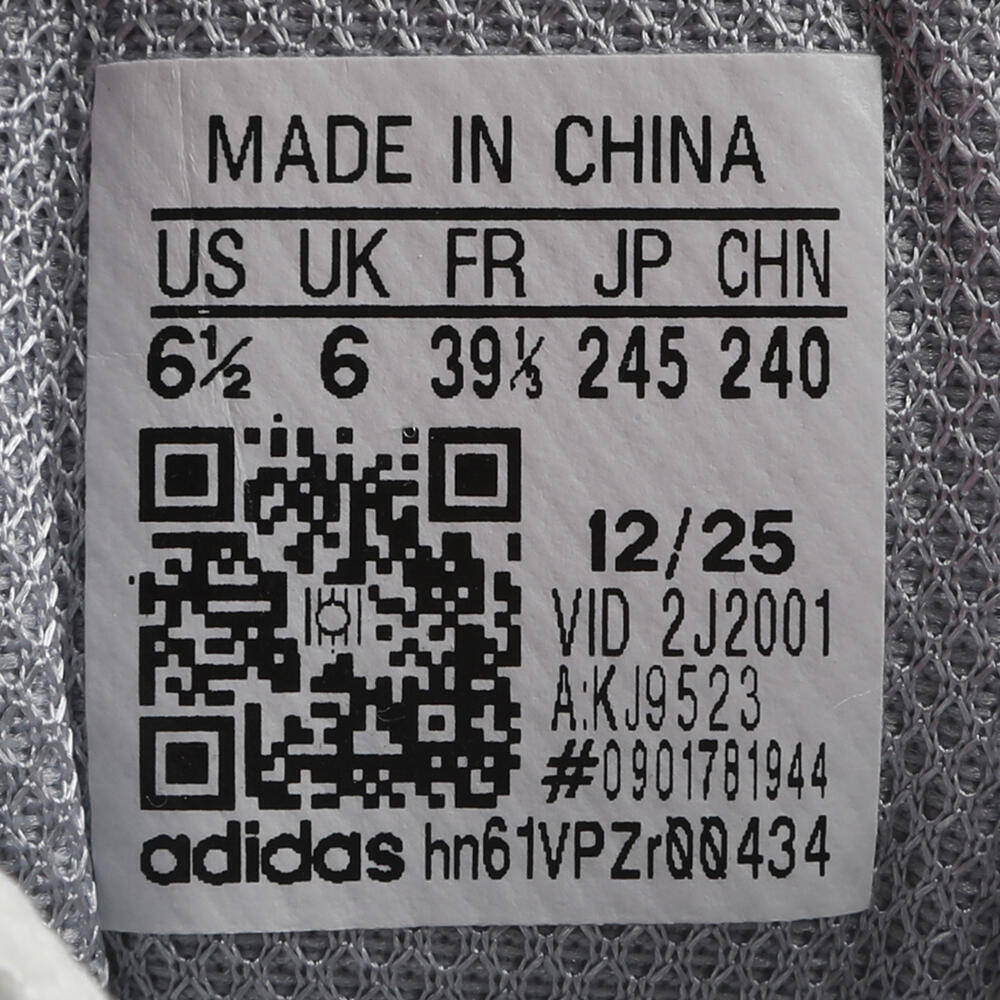 MADE IN CHINA
US UK FR JP CHN
6½ 6 39⅓ 245 240
12/25
VID 2J2001
A:KJ9523
#0901781944
adidas hn61VPZr00434